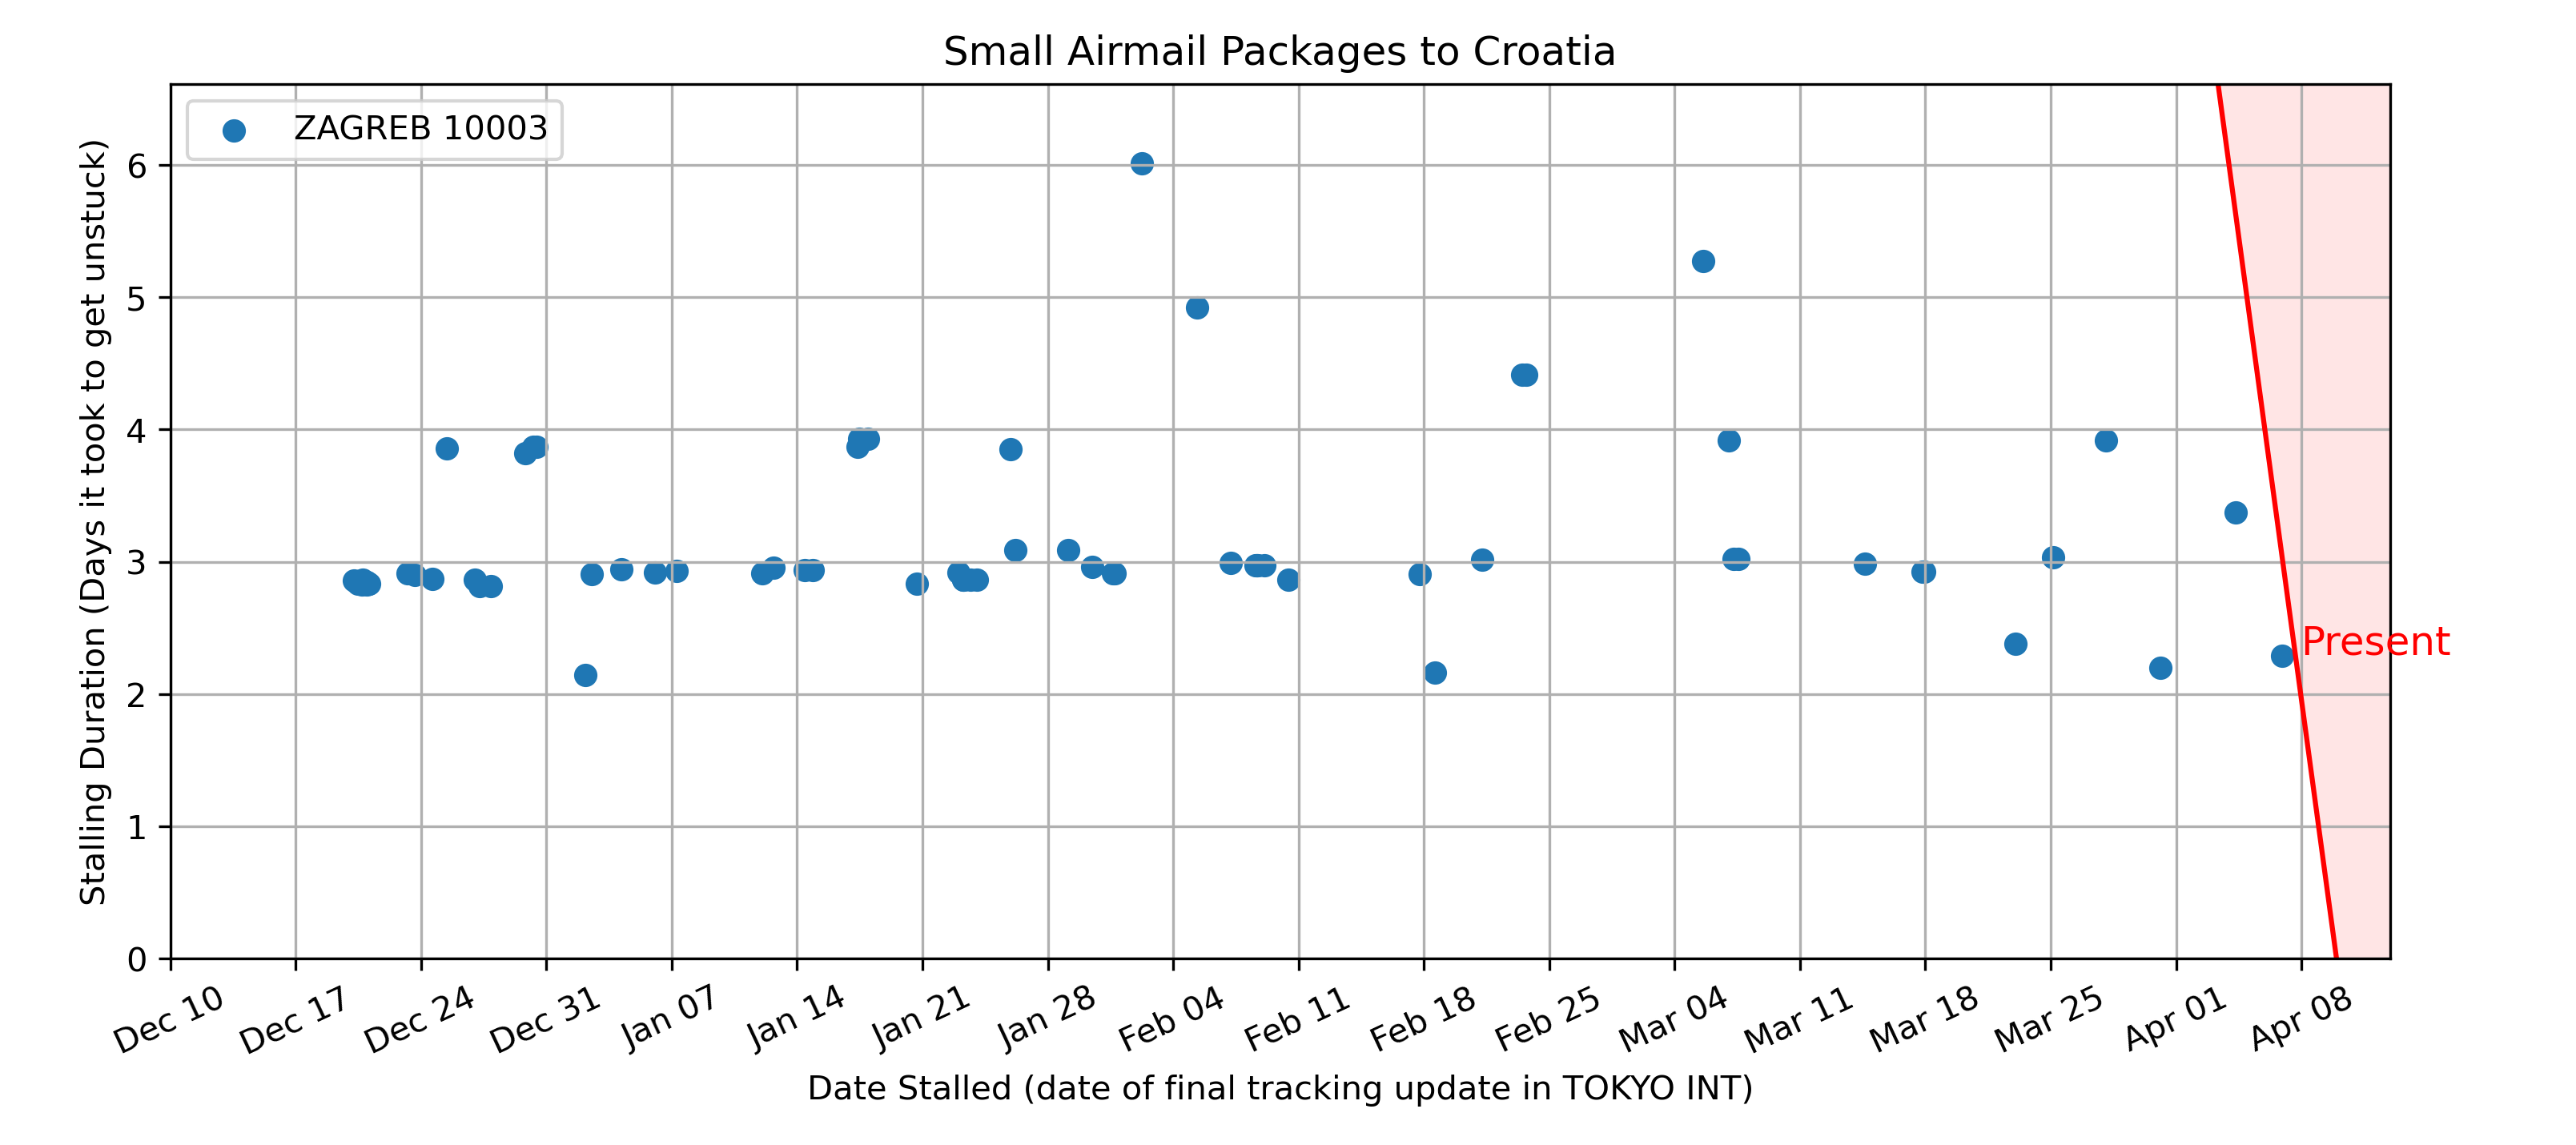 Small Airmail Packages to Croatia
ZAGREB 10003
Stalling Duration (Days it took to get unstuck)
6
5
4
3
2
1
0
Present
Dec 10
Dec 17
Dec 24
Dec 31
Jan 07
Jan 14
Jan 21
Jan 28
Feb 04
Feb 11
Feb 18
Feb 25
Mar 04
Mar 11
Mar 18
Mar 25
Apr 01
Apr 08
Date Stalled (date of final tracking update in TOKYO INT)